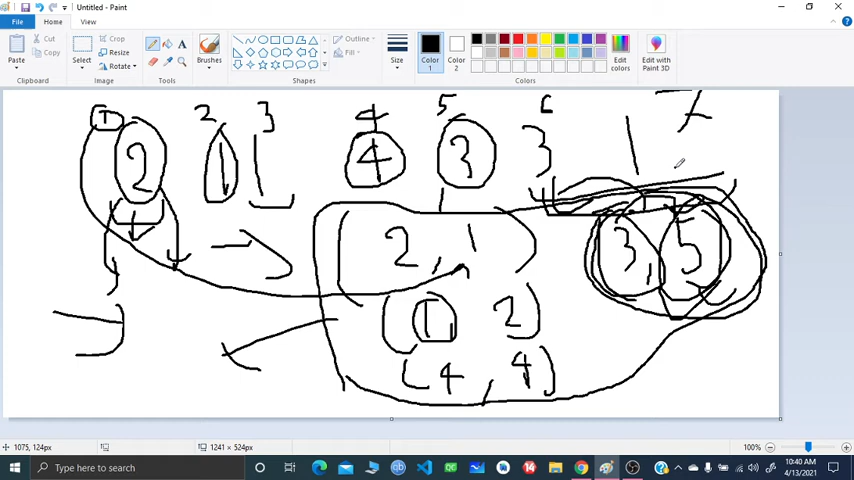 Untitled - Paint
File Home View
Paste
Cut
Copy
Clipboard
Select
Crop
Resize
Rotate
Image
Tools
Brushes
Shapes
Outline
Fill
Size
Color 1
Color 2
Colors
Edit colors
Edit with Paint 3D
1 2 3 4 5 6 7
2 1 4 3 3 1
2, 1 3, 5
1 2
(4, 4)
1075, 124px
1241 × 524px
100%
Type here to search
14
10:40 AM
4/13/2021